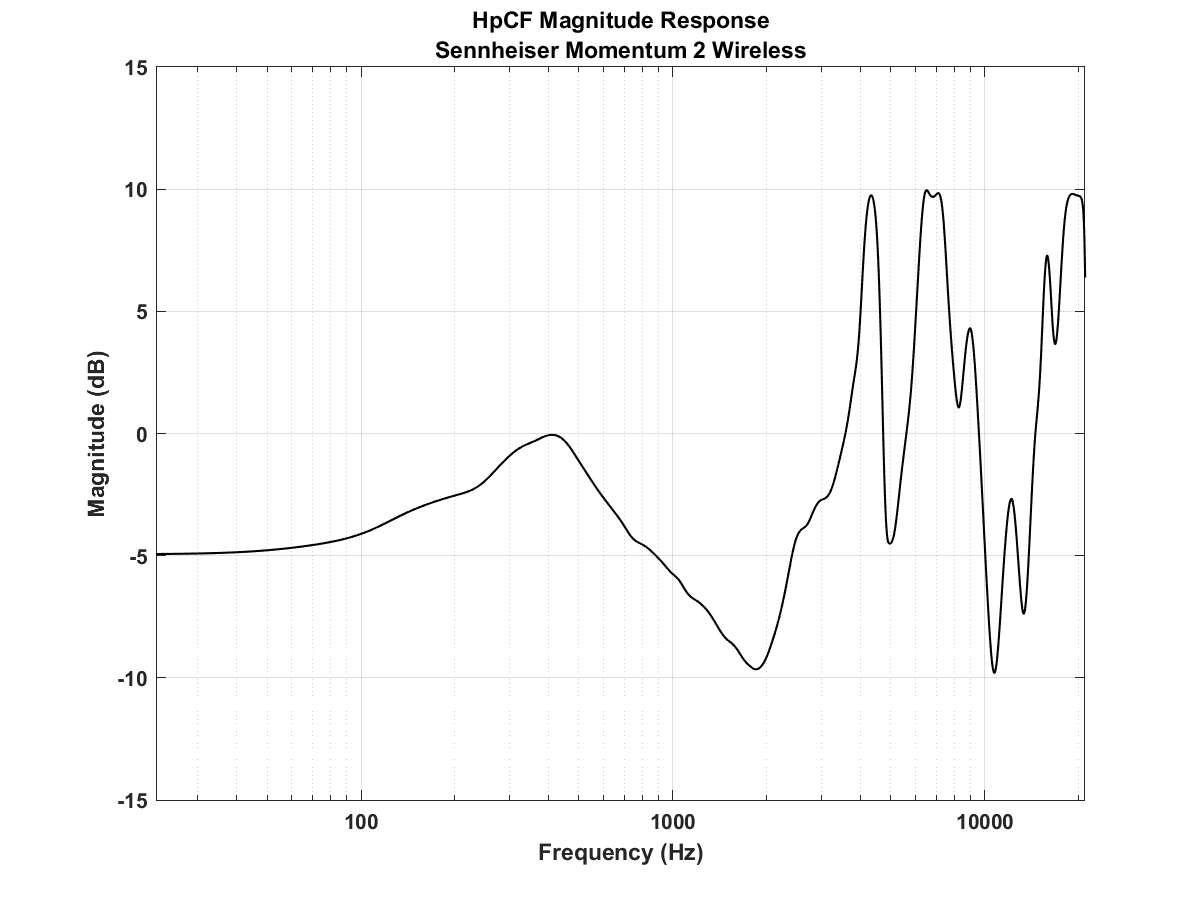 HpCF Magnitude Response
Sennheiser Momentum 2 Wireless
15
10
5
0
-5
-10
-15
Magnitude (dB)
100
1000
10000
Frequency (Hz)